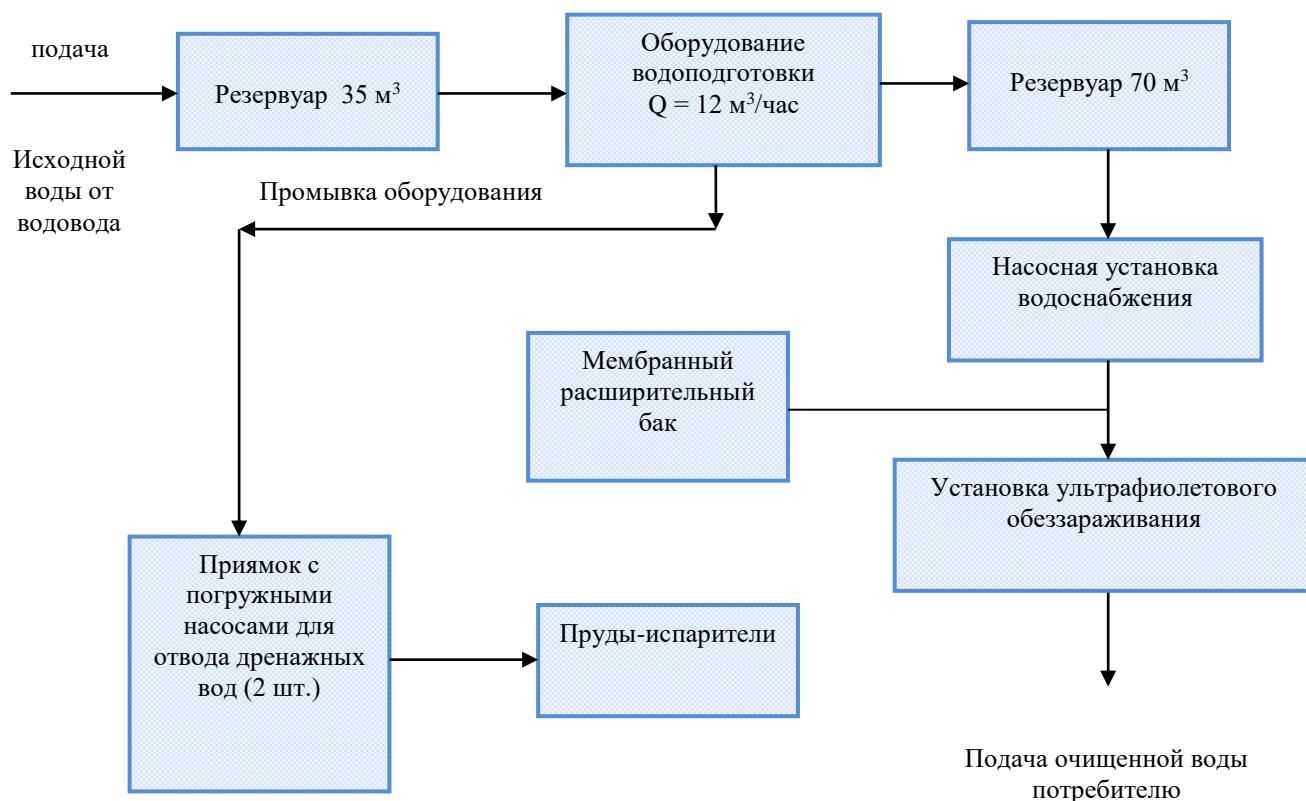 подача
Исходной
воды от
водовода
Резервуар 35 м³
Оборудование
водоподготовки
Q = 12 м³/час
Резервуар 70 м³
Промывка оборудования
Насосная установка
водоснабжения
Мембранный
расширительный
бак
Установка ультрафиолетового
обеззараживания
Приямок с
погружными
насосами для
отвода дренажных
вод (2 шт.)
Пруды-испарители
Подача очищенной воды
потребителю